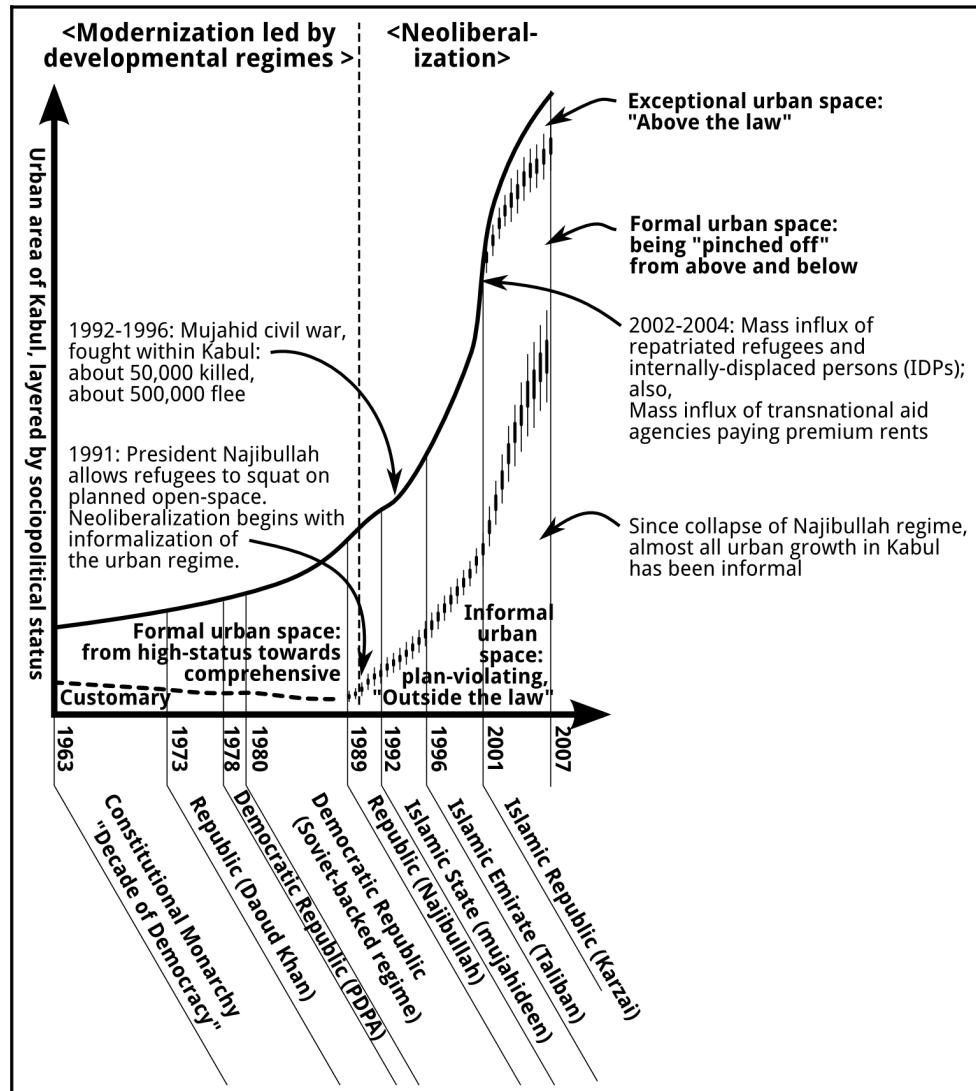 <Modernization led by
developmental regimes >
<Neoliberal-
ization>
Urban area of Kabul, layered by sociopolitical status
Exceptional urban space:
"Above the law"
Formal urban space:
being "pinched off"
from above and below
1992-1996: Mujahid civil war,
fought within Kabul:
about 50,000 killed,
about 500,000 flee
2002-2004: Mass influx of
repatriated refugees and
internally-displaced persons (IDPs);
also,
Mass influx of transnational aid
agencies paying premium rents
1991: President Najibullah
allows refugees to squat on
planned open-space.
Neoliberalization begins with
informalization of
the urban regime.
Since collapse of Najibullah regime,
almost all urban growth in Kabul
has been informal
Formal urban space:
from high-status towards
comprehensive
Informal
urban
space:
plan-violating,
"Outside the law"
Customary
1963
1973
1978
1980
1989
1992
1996
2001
2007
Constitutional Monarchy
"Decade of Democracy"
Republic (Daoud Khan)
Democratic Republic (PDPA)
Democratic Republic
(Soviet-backed regime)
Republic (Najibullah)
Islamic State (mujahideen)
Islamic Emirate (Taliban)
Islamic Republic (Karzai)